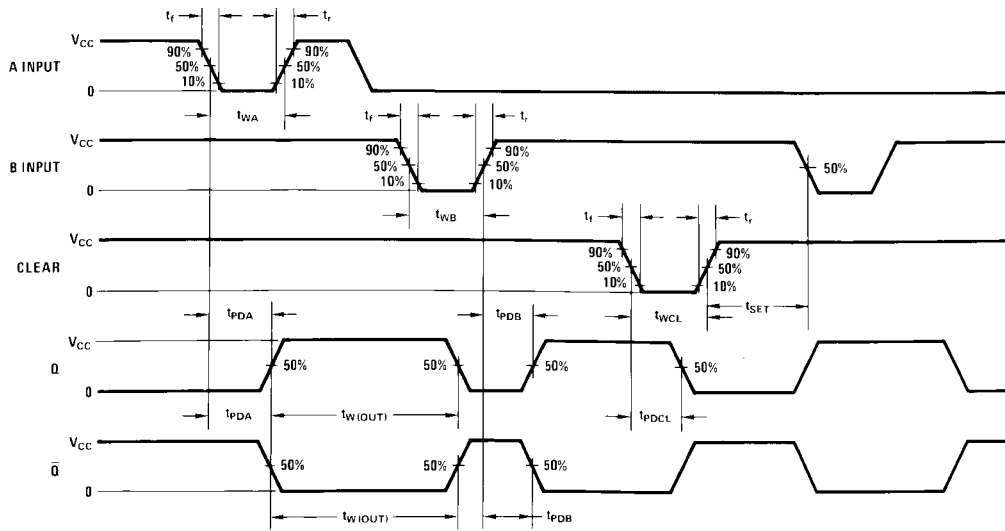 tf tr tf tr tf tr
VCC
A INPUT
90% 90%
50% 50%
10% 10%
0
tWA
VCC
B INPUT
90% 90%
50% 50% 50%
10% 10%
0
tWB
VCC
CLEAR
90% 90%
50% 50%
10% 10%
0
tPDA tPDB tWCL tSET
VCC
Q
50% 50% 50% 50%
0
tPDA tW(OUT) tPDCL
VCC
Q̅
50% 50% 50%
0
tW(OUT) tPDB